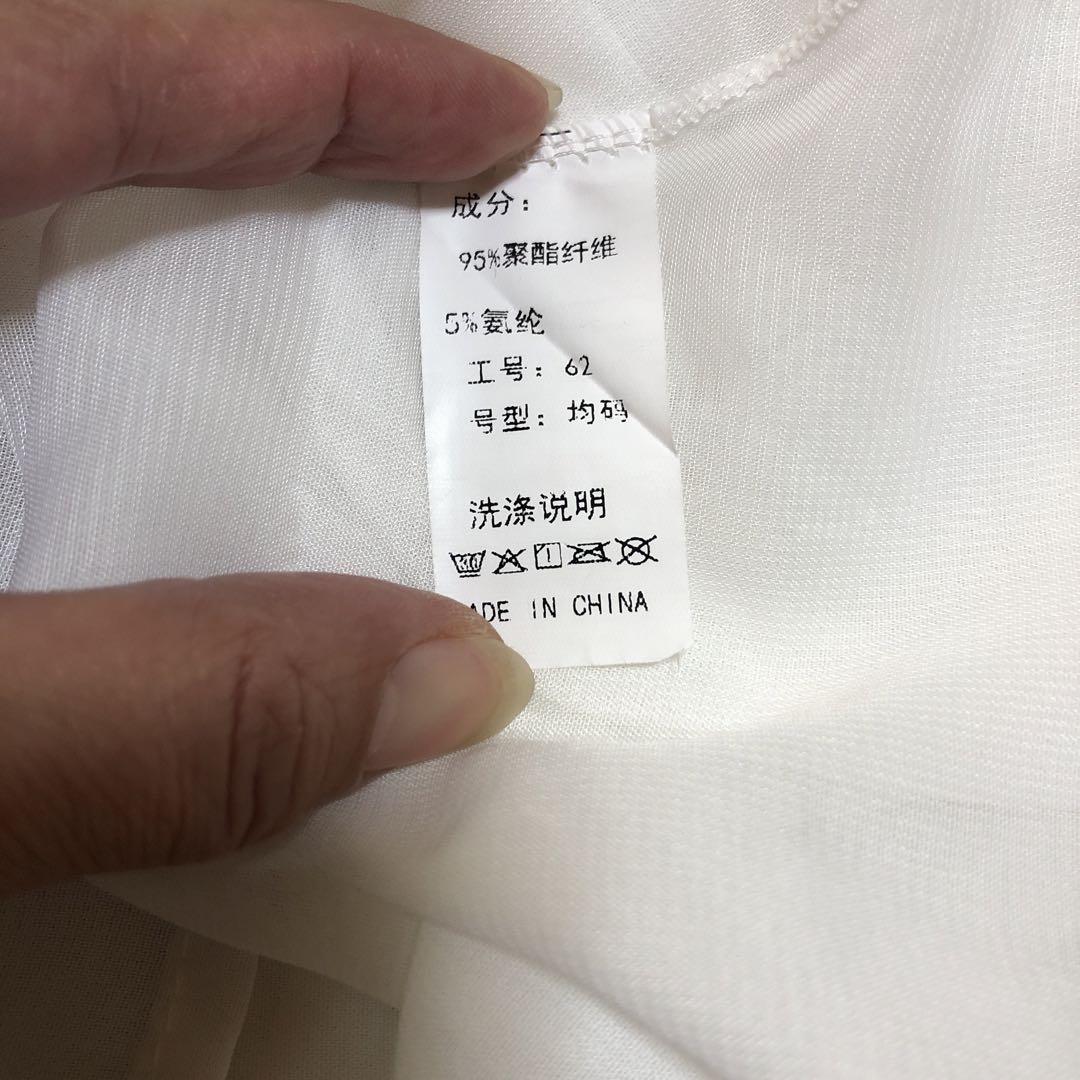 成分：
95%聚酯纤维
5%氨纶
工号：62
号型：均码
洗涤说明
IN CHINA